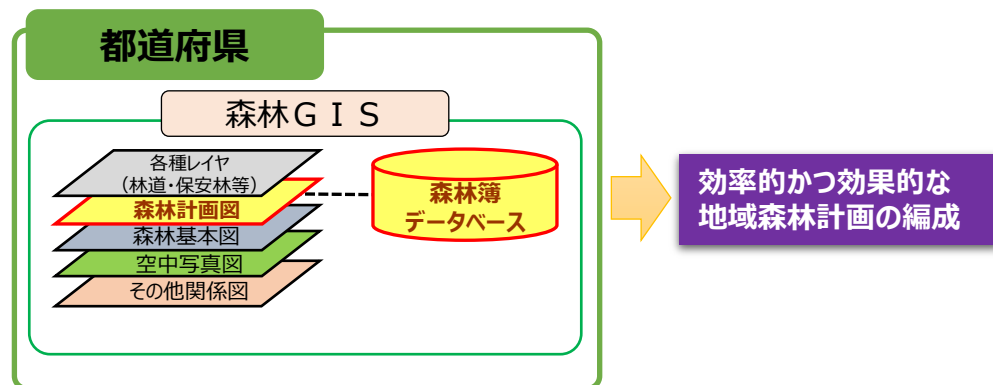 都道府県
森林ＧＩＳ
各種レイヤ
（林道・保安林等）
森林計画図
森林基本図
空中写真図
その他関係図
森林簿
データベース
効率的かつ効果的な
地域森林計画の編成